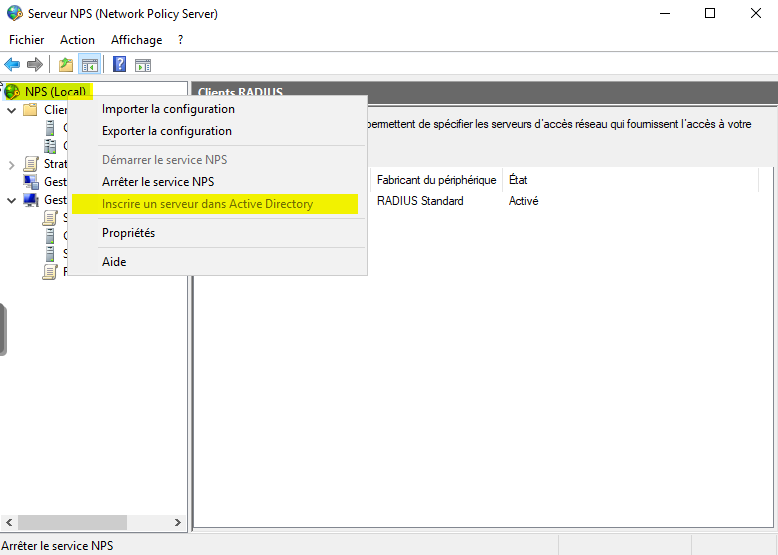 Serveur NPS (Network Policy Server)
Fichier Action Affichage ?
NPS (Local)
Clients RADIUS
Importer la configuration
Exporter la configuration
permettent de spécifier les serveurs d'accès réseau qui fournissent l'accès à votre
Démarrer le service NPS
Arrêter le service NPS
Inscrire un serveur dans Active Directory
Propriétés
Aide
Fabricant du périphérique État
RADIUS Standard Activé
Strat
Gest
Gest
Arrêter le service NPS